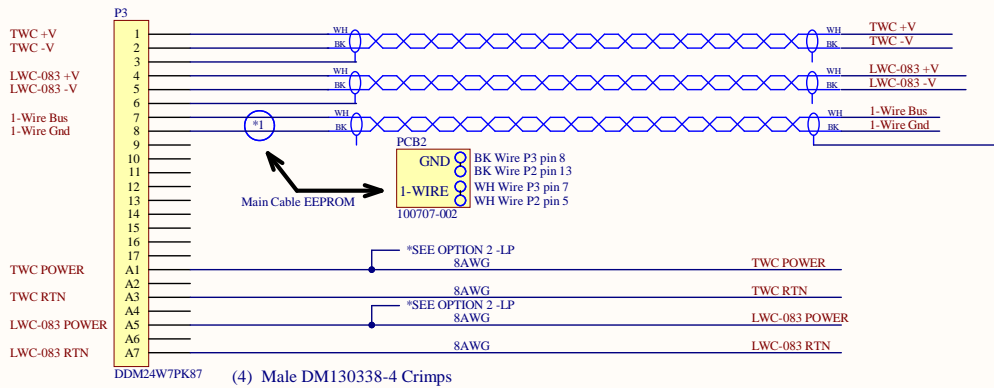 P3
TWC +V 1 WH WH TWC +V
TWC -V 2 BK BK TWC -V
3
LWC-083 +V 4 WH WH LWC-083 +V
LWC-083 -V 5 BK BK LWC-083 -V
6
1-Wire Bus 7 WH WH 1-Wire Bus
1-Wire Gnd 8 *1 BK BK 1-Wire Gnd
9
10
11
12
13
14
15
16
17
PCB2
GND BK Wire P3 pin 8
BK Wire P2 pin 13
1-WIRE WH Wire P3 pin 7
WH Wire P2 pin 5
100707-002
Main Cable EEPROM
*SEE OPTION 2 -LP
TWC POWER A1 8AWG TWC POWER
A2
TWC RTN A3 8AWG TWC RTN
A4
*SEE OPTION 2 -LP
LWC-083 POWER A5 8AWG LWC-083 POWER
A6
LWC-083 RTN A7 8AWG LWC-083 RTN
DDM24W7PK87
(4) Male DM130338-4 Crimps